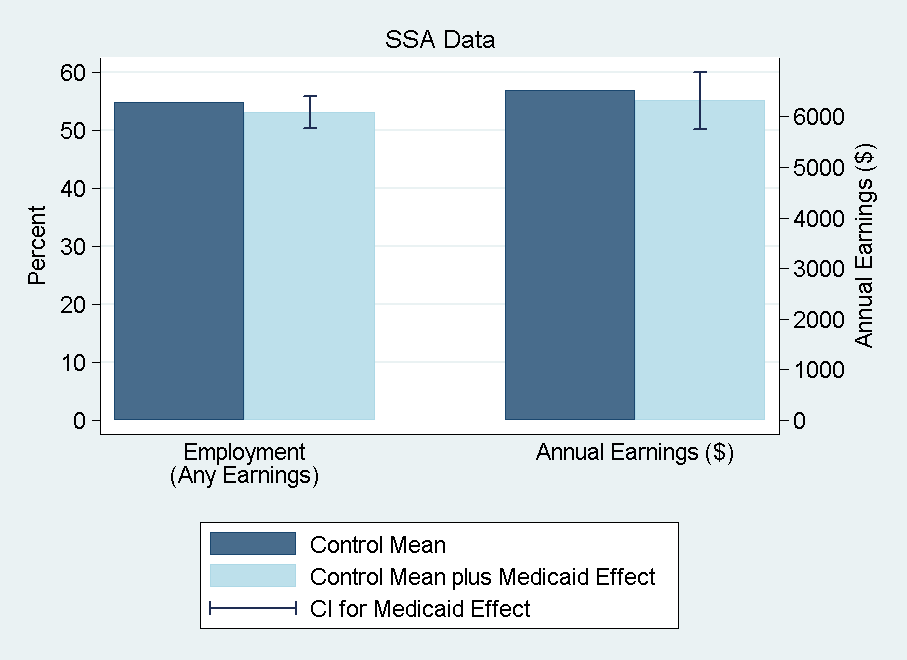 SSA Data
60
50
40
30
20
10
0
Percent
6000
5000
4000
3000
2000
1000
0
Annual Earnings ($)
Employment
(Any Earnings)
Annual Earnings ($)
Control Mean
Control Mean plus Medicaid Effect
CI for Medicaid Effect